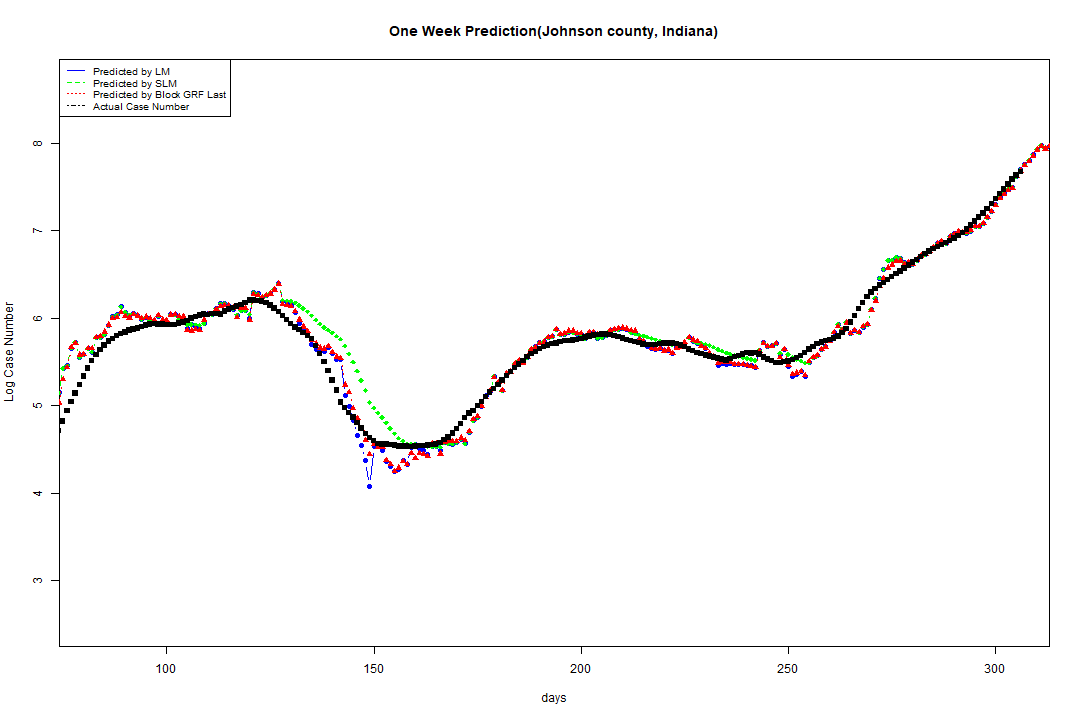 One Week Prediction(Johnson county, Indiana)
Predicted by LM
Predicted by SLM
Predicted by Block GRF Last
Actual Case Number
Log Case Number
8
7
6
5
4
3
100 150 200 250 300
days